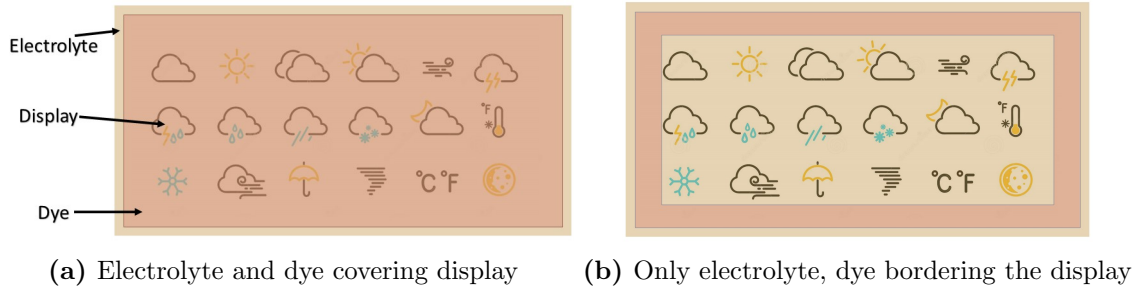 Electrolyte
Display
Dye
°F
°C °F
°F
°C °F
(a) Electrolyte and dye covering display
(b) Only electrolyte, dye bordering the display